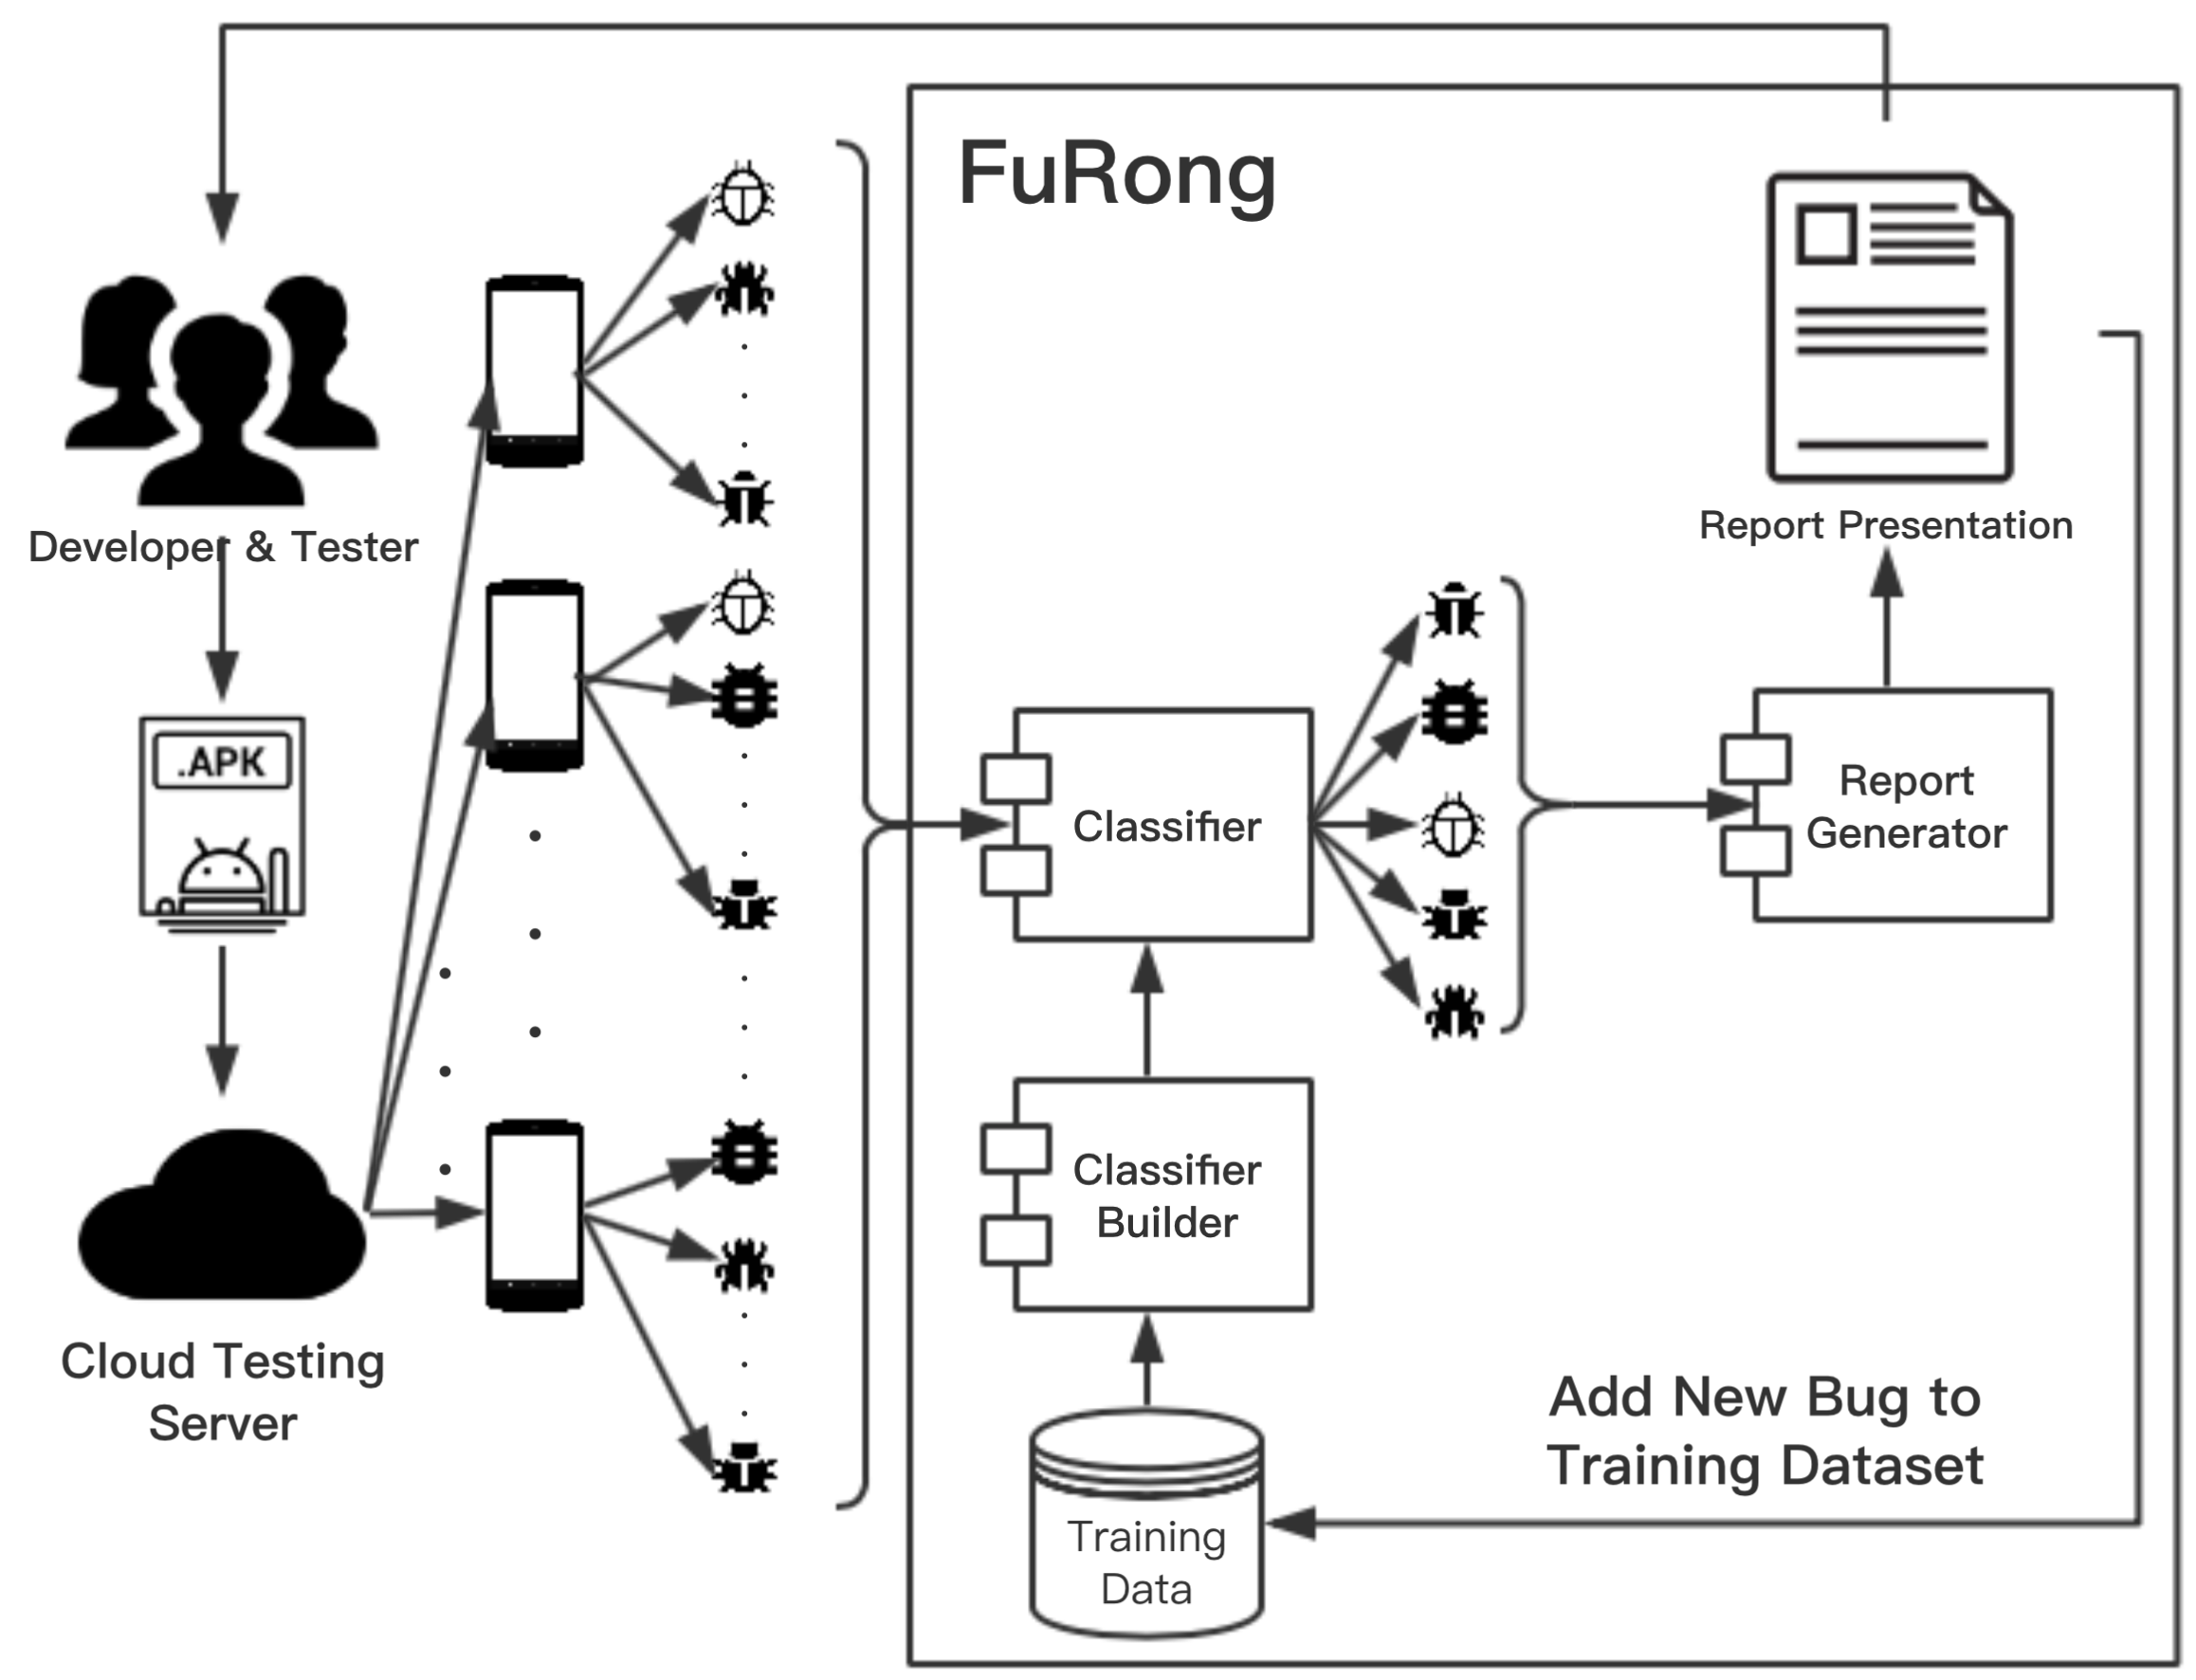 FuRong
Developer & Tester
Report Presentation
.APK
Classifier
Report
Generator
Classifier
Builder
Cloud Testing
Server
Add New Bug to
Training Dataset
Training
Data